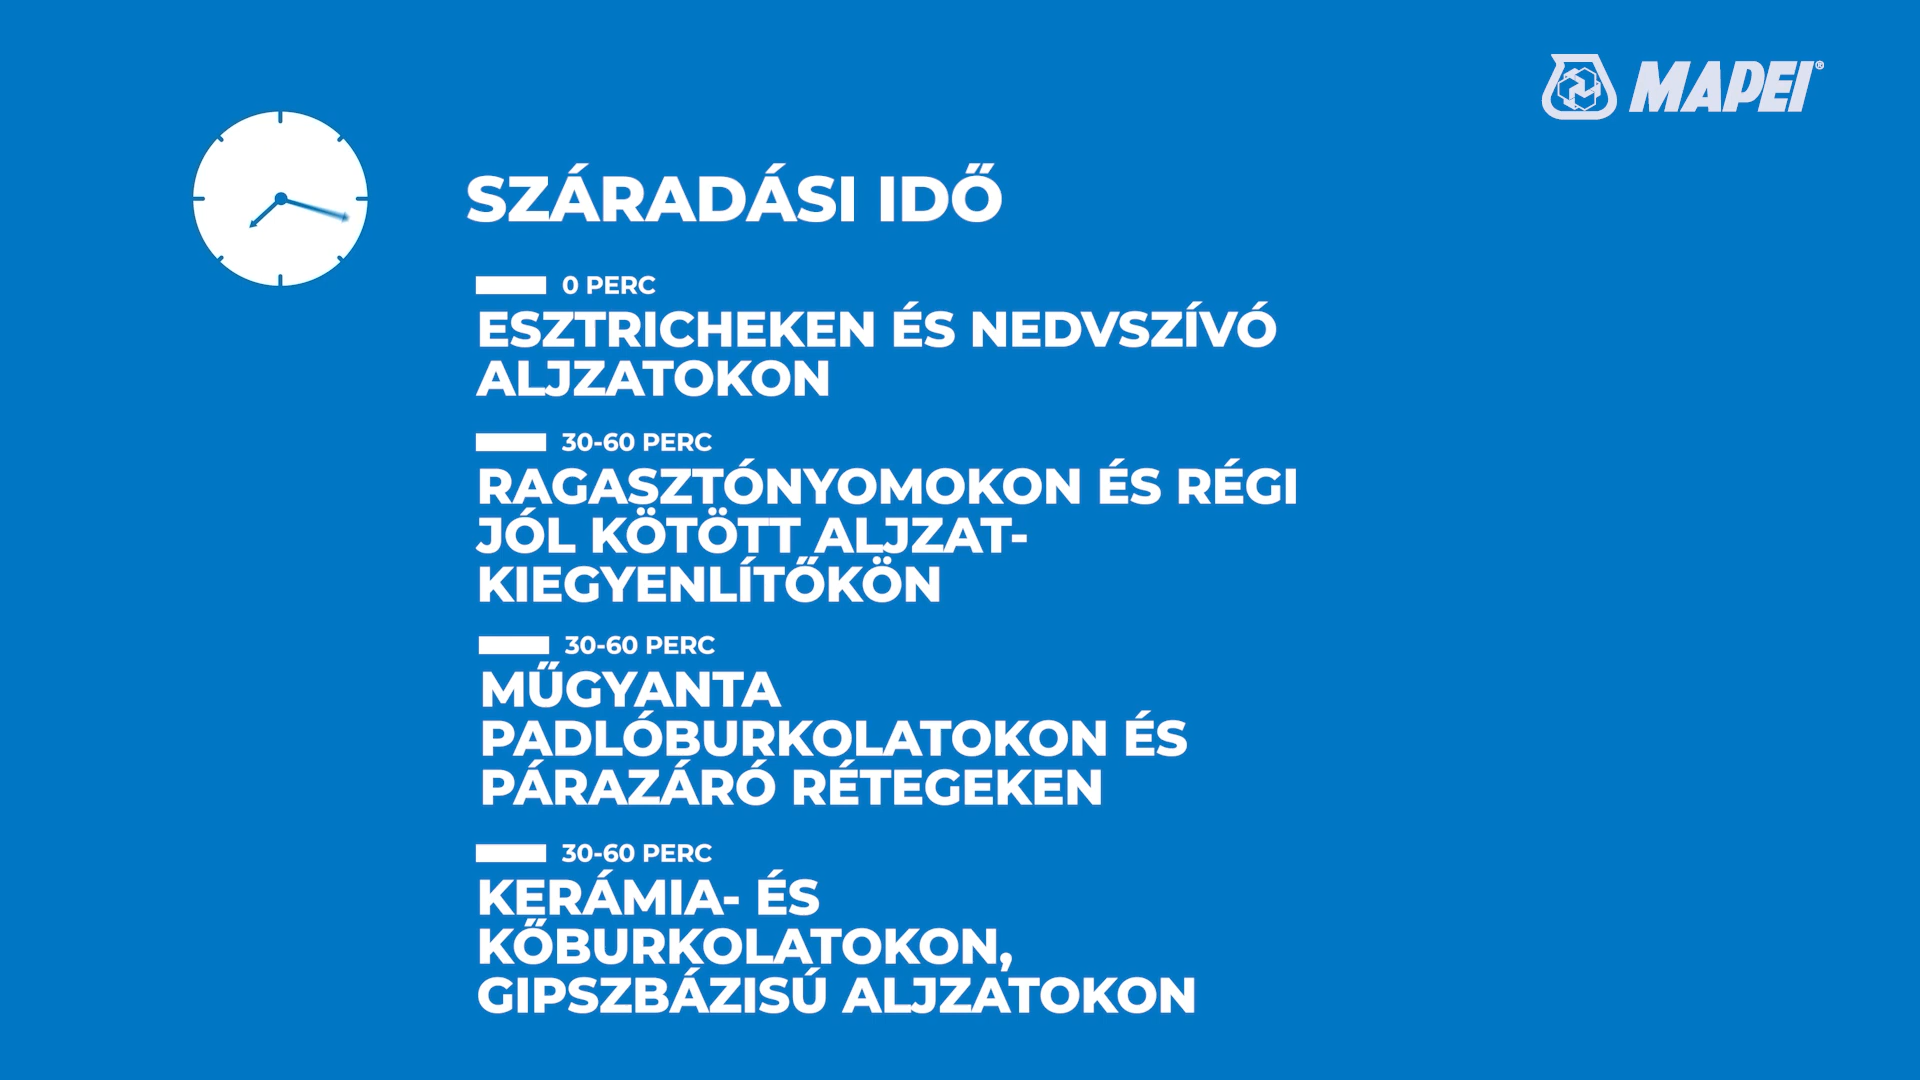 MAPEI®
SZÁRADÁSI IDŐ
0 PERC
ESZTRICHEKEN ÉS NEDVSZÍVÓ
ALJZATOKON
30-60 PERC
RAGASZTÓNYOMOKON ÉS RÉGI
JÓL KÖTÖTT ALJZAT-
KIEGYENLÍTŐKÖN
30-60 PERC
MŰGYANTA
PADLÓBURKOLATOKON ÉS
PÁRAZÁRÓ RÉTEGEKEN
30-60 PERC
KERÁMIA- ÉS
KŐBURKOLATOKON,
GIPSZBÁZISÚ ALJZATOKON